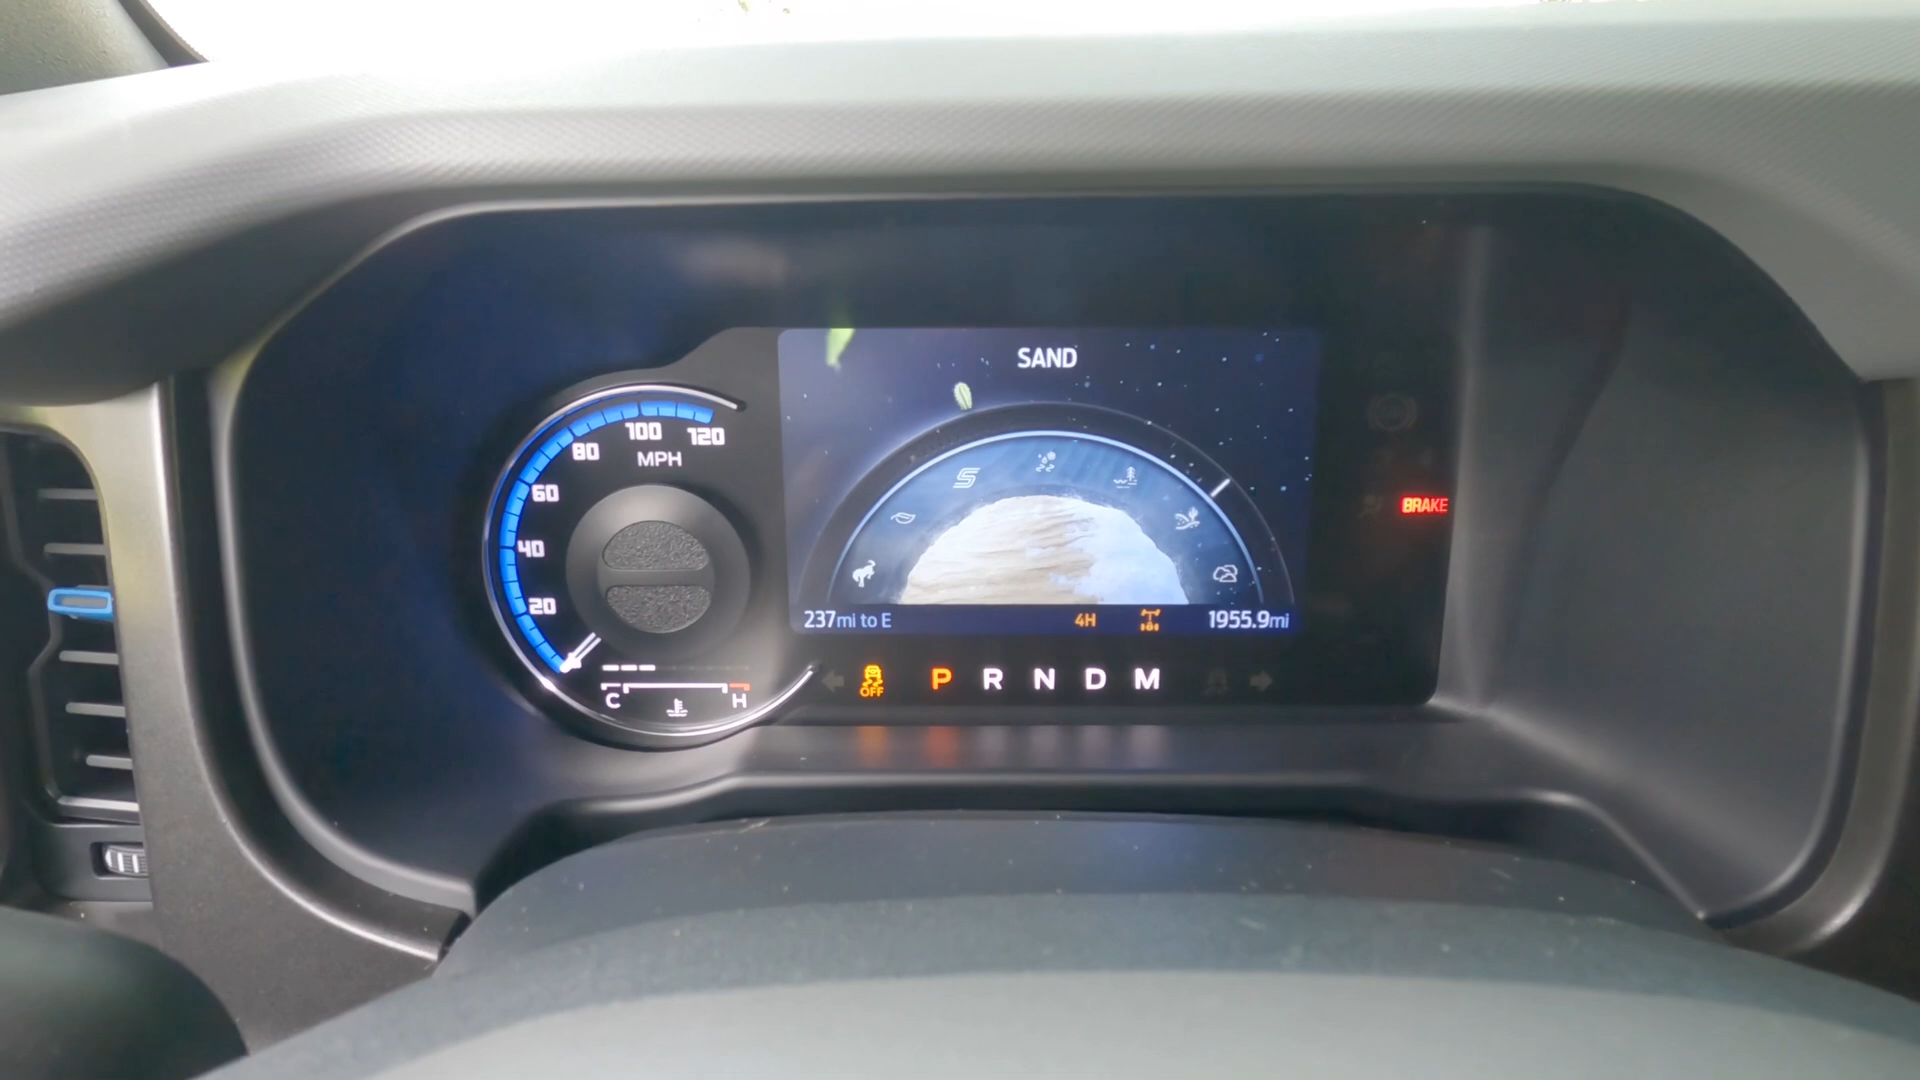 SAND
120
100
80
MPH
60
40
20
BRAKE
237mi to E
4H
1955.9mi
OFF
P R N D M
C
H